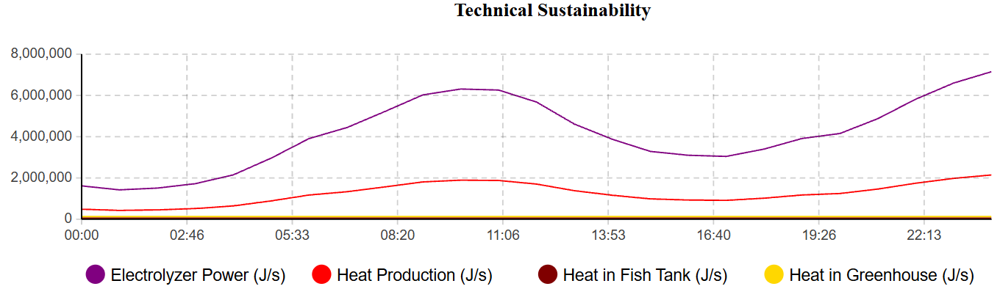 Technical Sustainability
8,000,000
6,000,000
4,000,000
2,000,000
0
00:00 02:46 05:33 08:20 11:06 13:53 16:40 19:26 22:13
Electrolyzer Power (J/s) Heat Production (J/s) Heat in Fish Tank (J/s) Heat in Greenhouse (J/s)